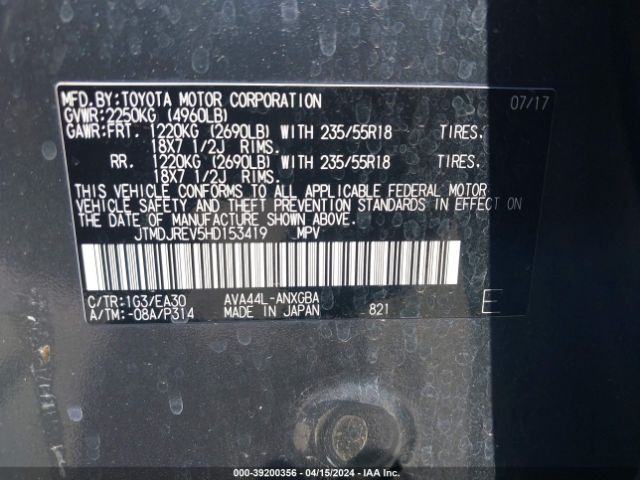 MFD.BY:TOYOTA MOTOR CORPORATION 07/17
GVWR:2250KG (4960LB)
GAWR:FRT. 1220KG (2690LB) WITH 235/55R18 TIRES.
18X7 1/2J RIMS.
RR. 1220KG (2690LB) WITH 235/55R18 TIRES.
18X7 1/2J RIMS.
THIS VEHICLE CONFORMS TO ALL APPLICABLE FEDERAL MOTOR
VEHICLE SAFETY AND THEFT PREVENTION STANDARDS IN EFFECT ON
THE DATE OF MANUFACTURE SHOWN ABOVE.
JTMDJREV5HD153419 MPV
C/TR:1G3/EA30 AVA44L-ANXGBA
A/TM:-08A/P314 MADE IN JAPAN 821 E
000-39200356 - 04/15/2024 - IAA Inc.